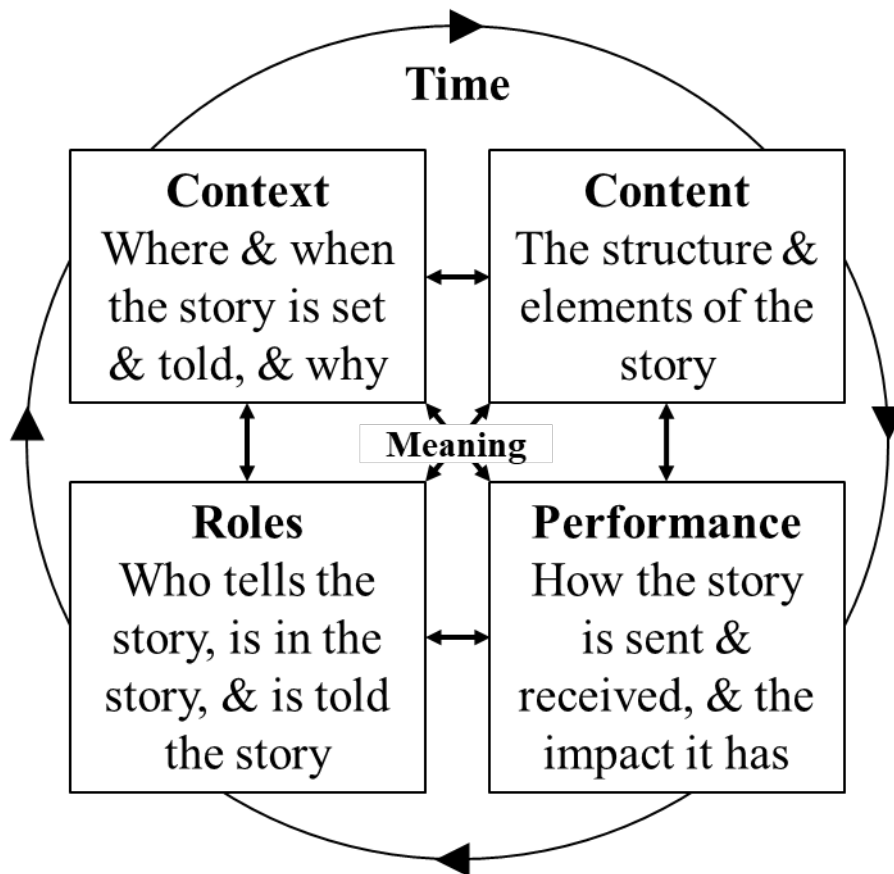 Time
Context
Where & when
the story is set
& told, & why
Content
The structure &
elements of the
story
Meaning
Roles
Who tells the
story, is in the
story, & is told
the story
Performance
How the story
is sent &
received, & the
impact it has